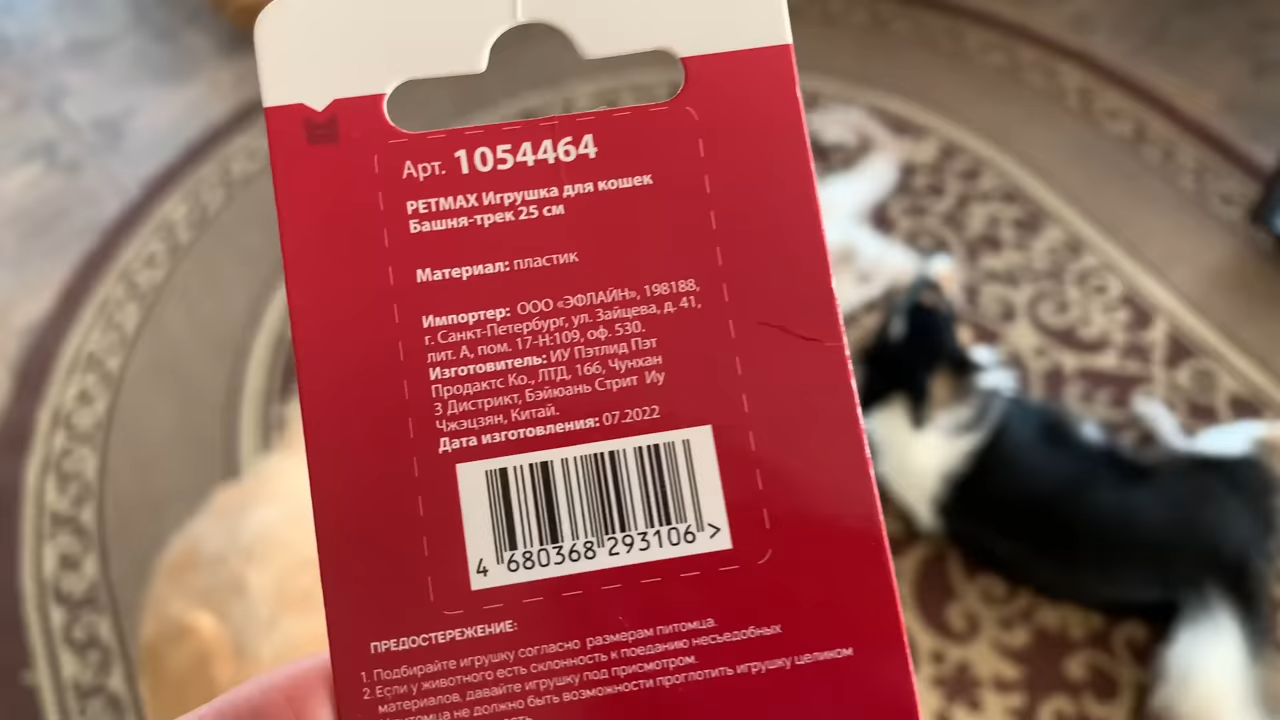 Арт. 1054464
PETMAX Игрушка для кошек
Башня-трек 25 см
Материал: пластик
Импортер: ООО «ЭФЛАЙН», 198188,
г. Санкт-Петербург, ул. Зайцева, д. 41,
лит. А, пом. 17-Н:109, оф. 530.
Изготовитель: ИУ Пэтлид Пэт
Продактс Ко., ЛТД, 166, Чунхан
3 Дистрикт, Бэйюань Стрит Иу
Чжэцзян, Китай.
Дата изготовления: 07.2022
4 680368 293106 >
ПРЕДОСТЕРЕЖЕНИЕ:
1. Подбирайте игрушку согласно размерам питомца.
2. Если у животного есть склонность к поеданию несъедобных
материалов, давайте игрушку под присмотром.
питомца не должно быть возможности проглотить игрушку целиком